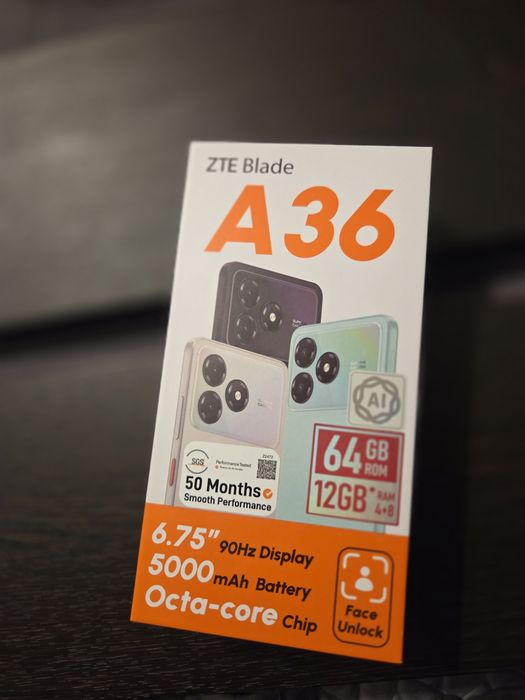 ZTE Blade
A36
AI
SGS
Performance Tested
50 Months
Smooth Performance
64 GB ROM
12GB* RAM 4+8
6.75" 90Hz Display
5000mAh Battery
Octa-core Chip
Face
Unlock